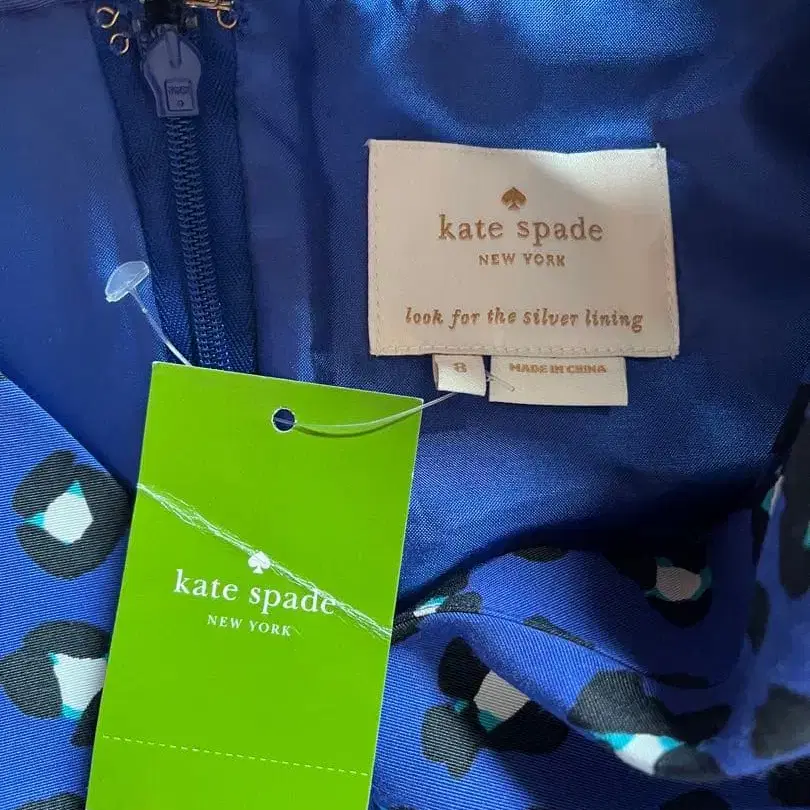 kate spade
NEW YORK
look for the silver lining
8
MADE IN CHINA
kate spade
NEW YORK